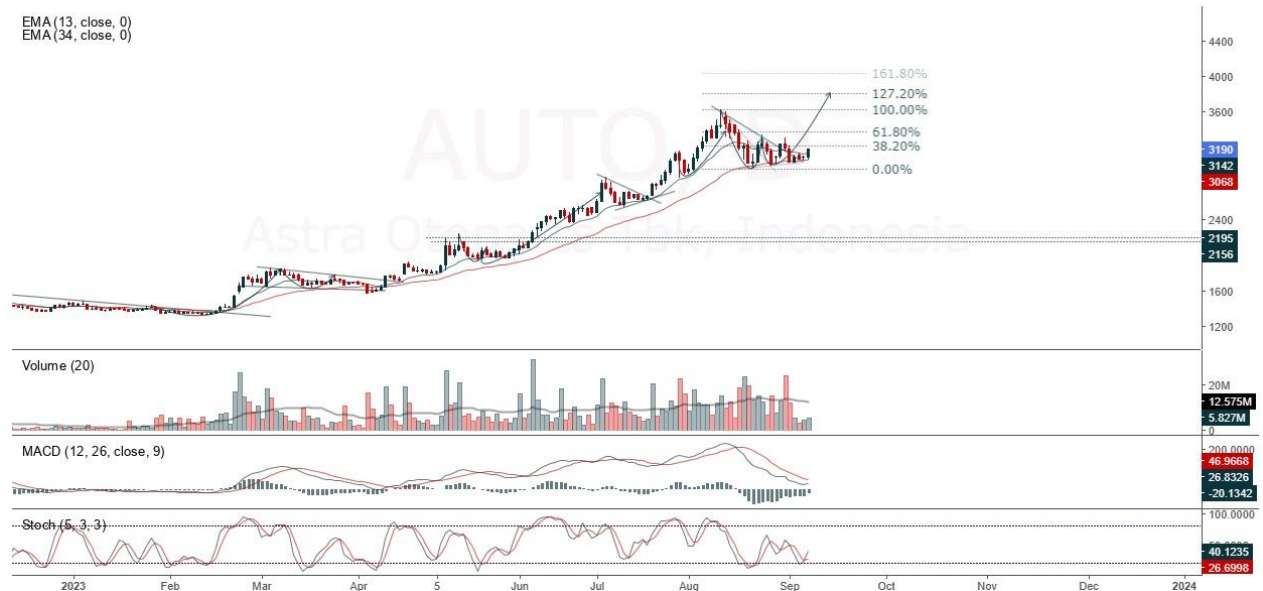 EMA (13, close, 0)
EMA (34, close, 0)
AUTO
Astra Oto Tbk, Indonesia
161.80%
127.20%
100.00%
61.80%
38.20%
0.00%
4400
4000
3600
3190
3142
3068
2400
2195
2156
1600
1200
Volume (20)
20M
12.575M
5.827M
0
MACD (12, 26, close, 9)
200.0000
46.9668
26.8326
-20.1342
Stoch (5, 3, 3)
100.0000
40.1235
26.6998
2023 Feb Mar Apr 5 Jun Jul Aug Sep Oct Nov Dec 2024